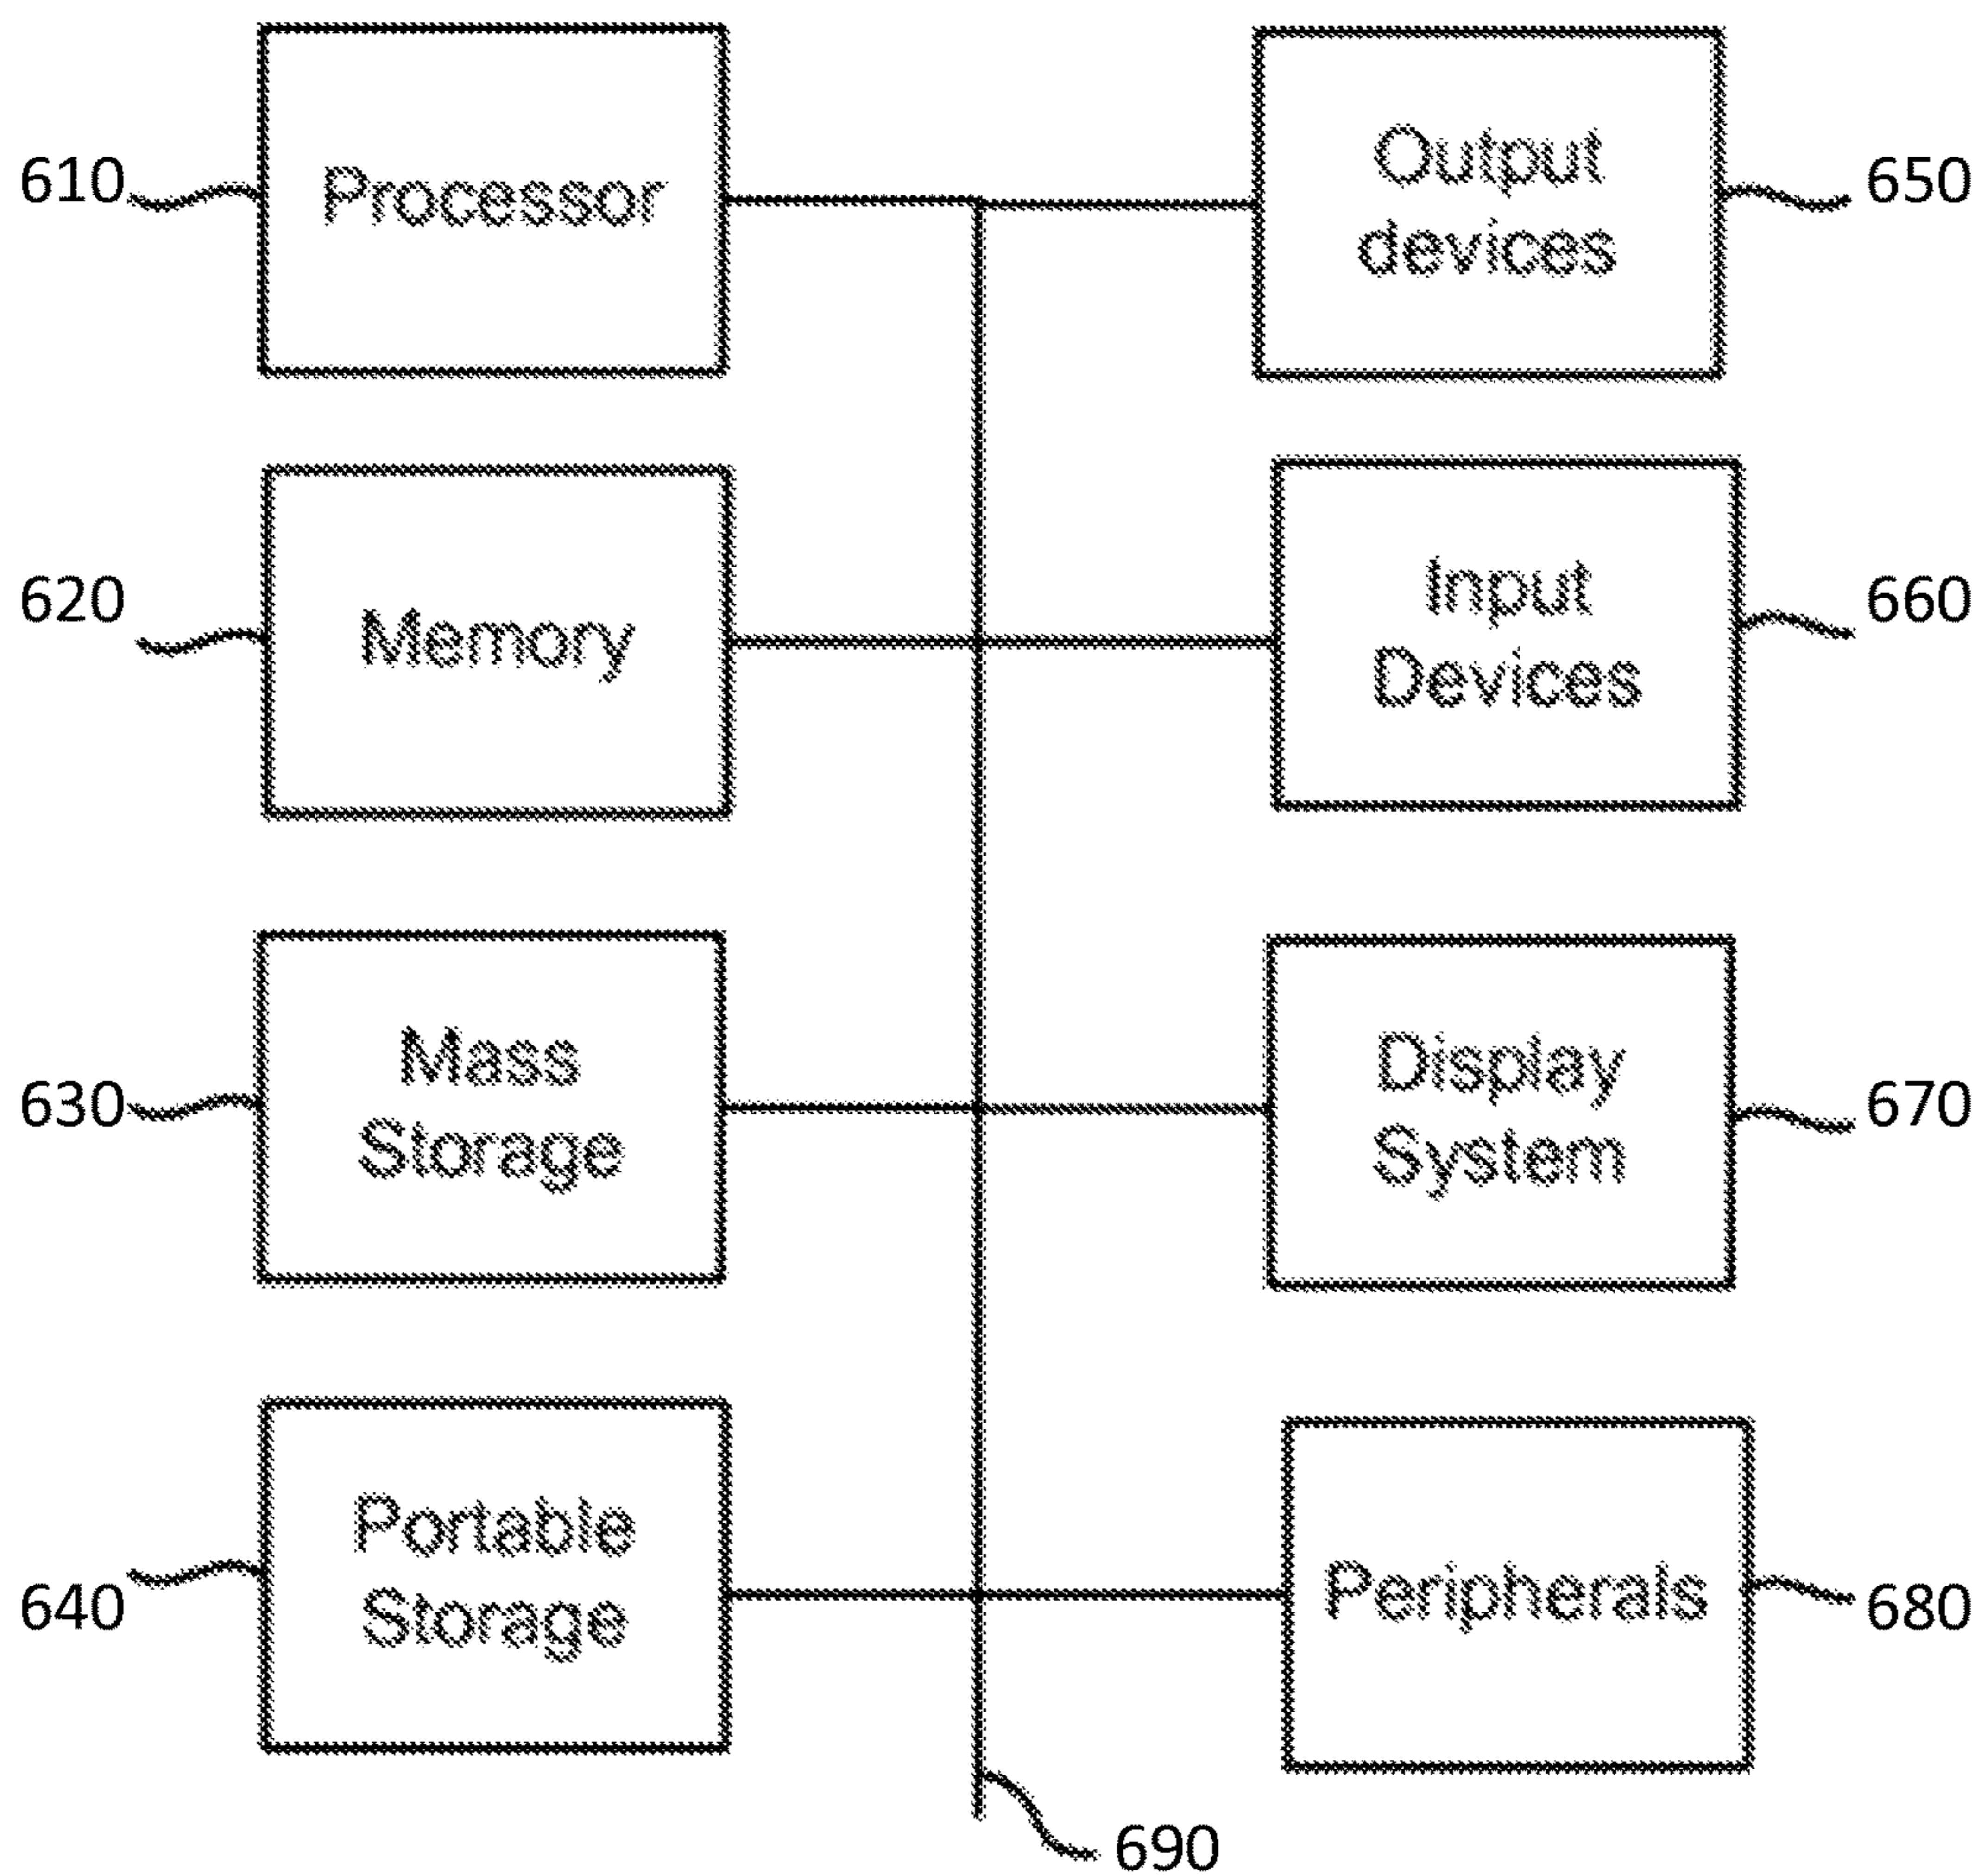 610
Processor
Output
devices
650
620
Memory
Input
Devices
660
630
Mass
Storage
Display
System
670
640
Portable
Storage
Peripherals
680
690